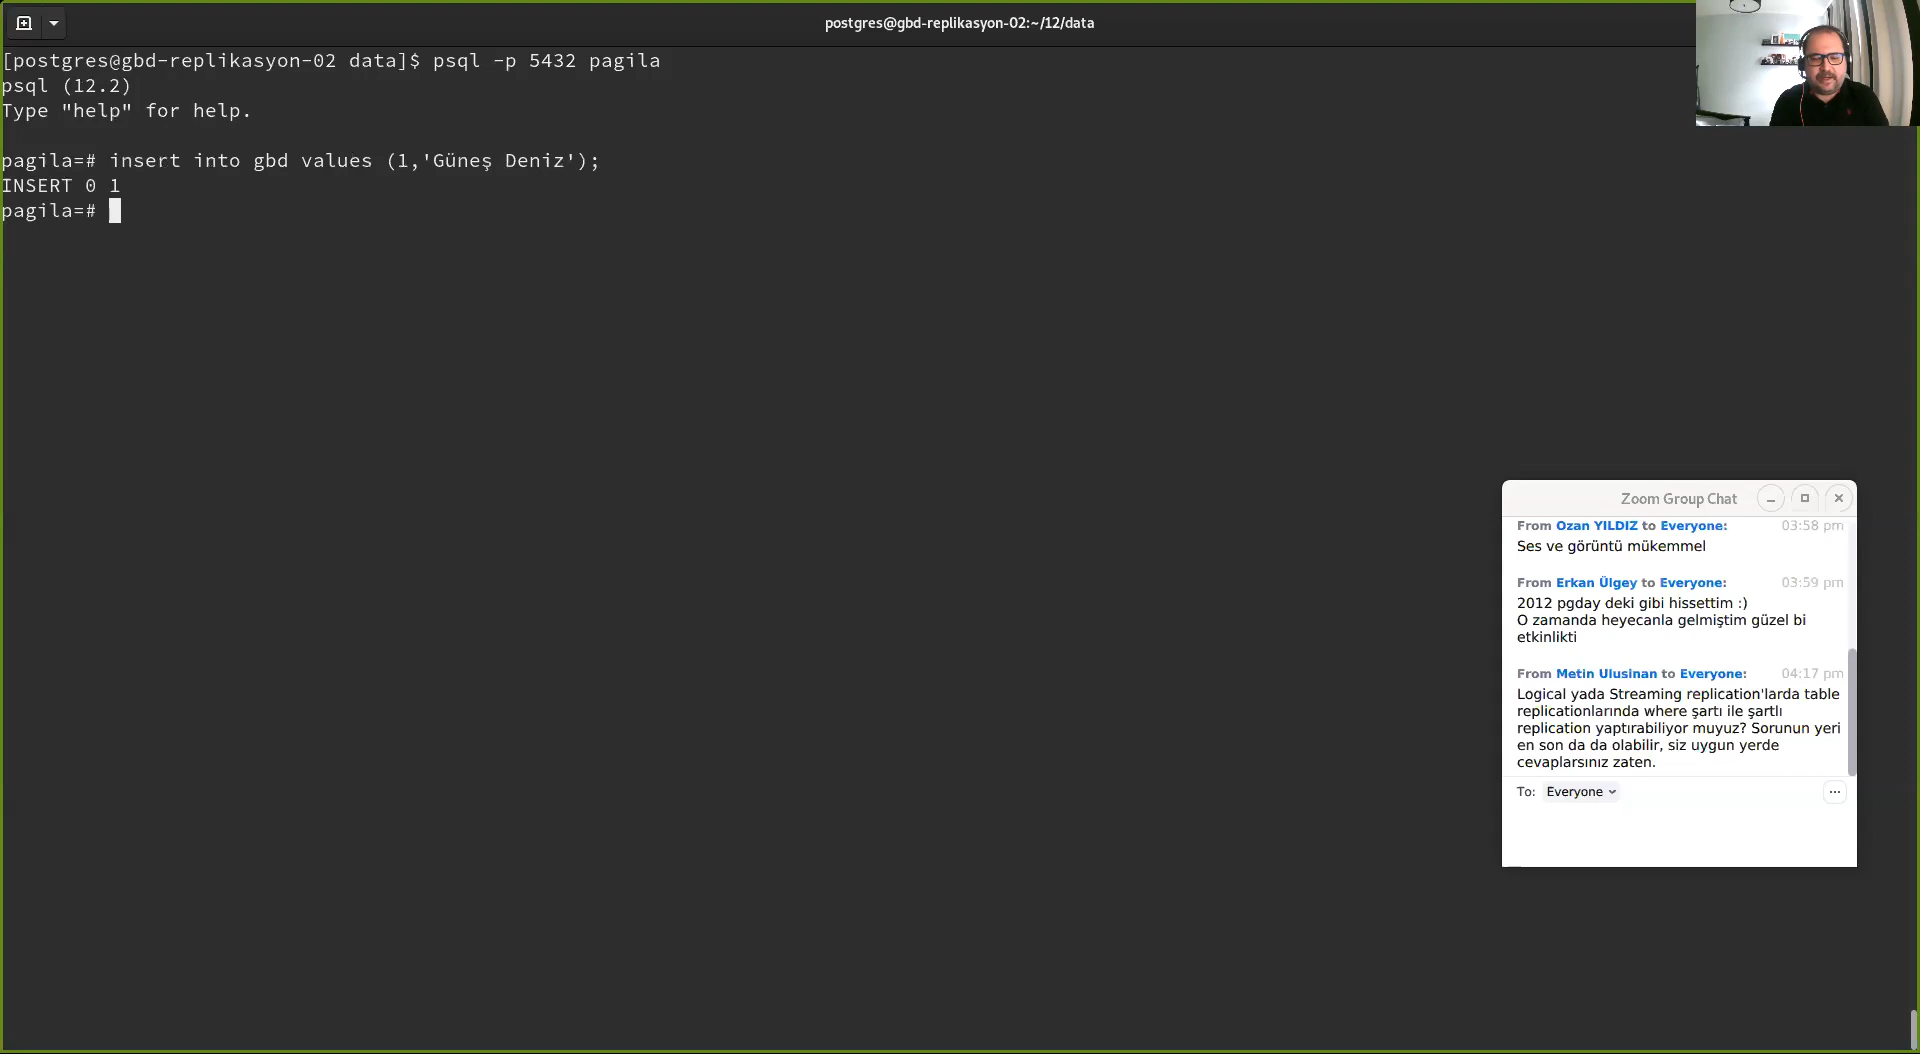 postgres@gbd-replikasyon-02:~/12/data
[postgres@gbd-replikasyon-02 data]$ psql -p 5432 pagila
psql (12.2)
Type "help" for help.
pagila=# insert into gbd values (1,'Güneş Deniz');
INSERT 0 1
pagila=#
Zoom Group Chat
From Ozan YILDIZ to Everyone: 03:58 pm
Ses ve görüntü mükemmel
From Erkan Ülgey to Everyone: 03:59 pm
2012 pgday deki gibi hissettim :)
O zamanda heyecanla gelmiştim güzel bi
etkinlikti
From Metin Ulusinan to Everyone: 04:17 pm
Logical yada Streaming replication'larda table
replicationlarında where şartı ile şartlı
replication yaptırabiliyor muyuz? Sorunun yeri
en son da da olabilir, siz uygun yerde
cevaplarsınız zaten.
To: Everyone